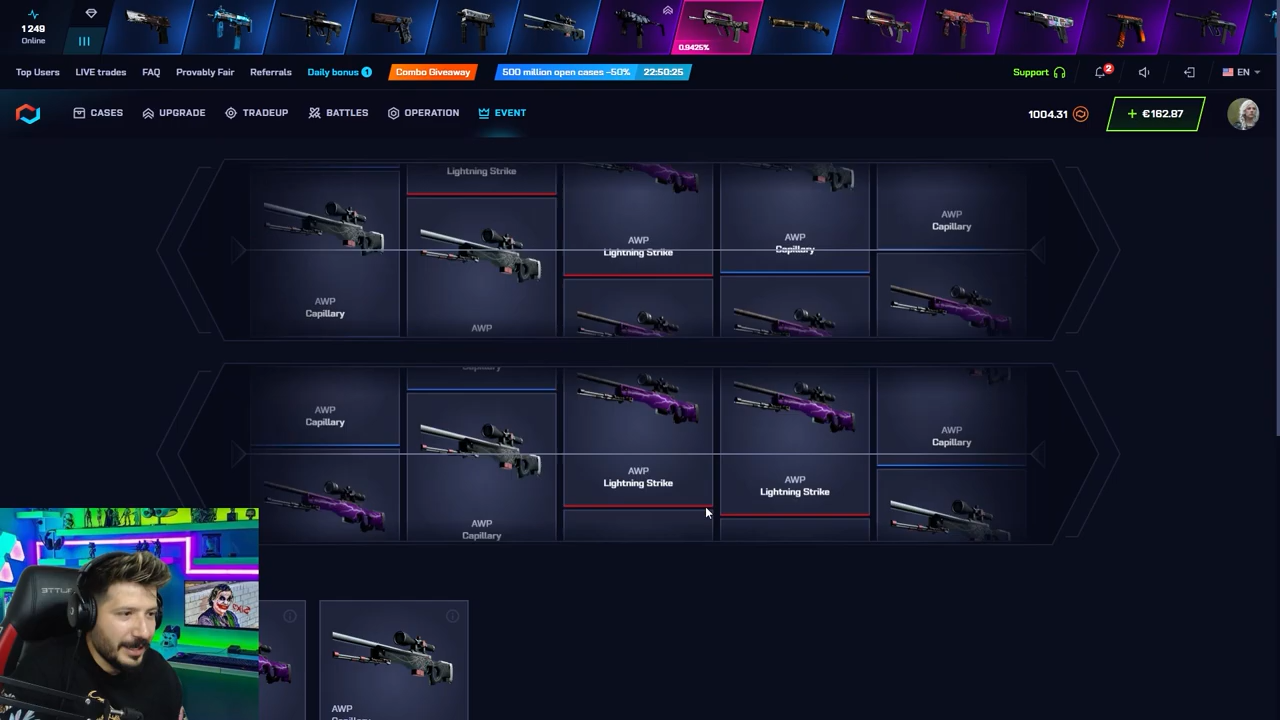 1 249
Online
0.9425%
Top Users
LIVE trades
FAQ
Provably Fair
Referrals
Daily bonus 1
Combo Giveaway
500 million open cases -50% 22:50:25
Support
2
EN
CASES
UPGRADE
TRADEUP
BATTLES
OPERATION
EVENT
1004.31
+ €162.87
AWP
Capillary
Lightning Strike
AWP
AWP
Lightning Strike
AWP
Capillary
AWP
Capillary
AWP
Capillary
Capillary
AWP
Capillary
AWP
Lightning Strike
AWP
Lightning Strike
AWP
Capillary
AWP
Capillary